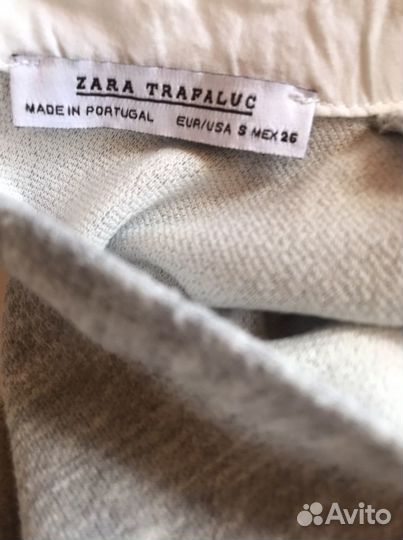 ZARA TRAFALUC
MADE IN PORTUGAL EUR/USA S MEX 26
Avito